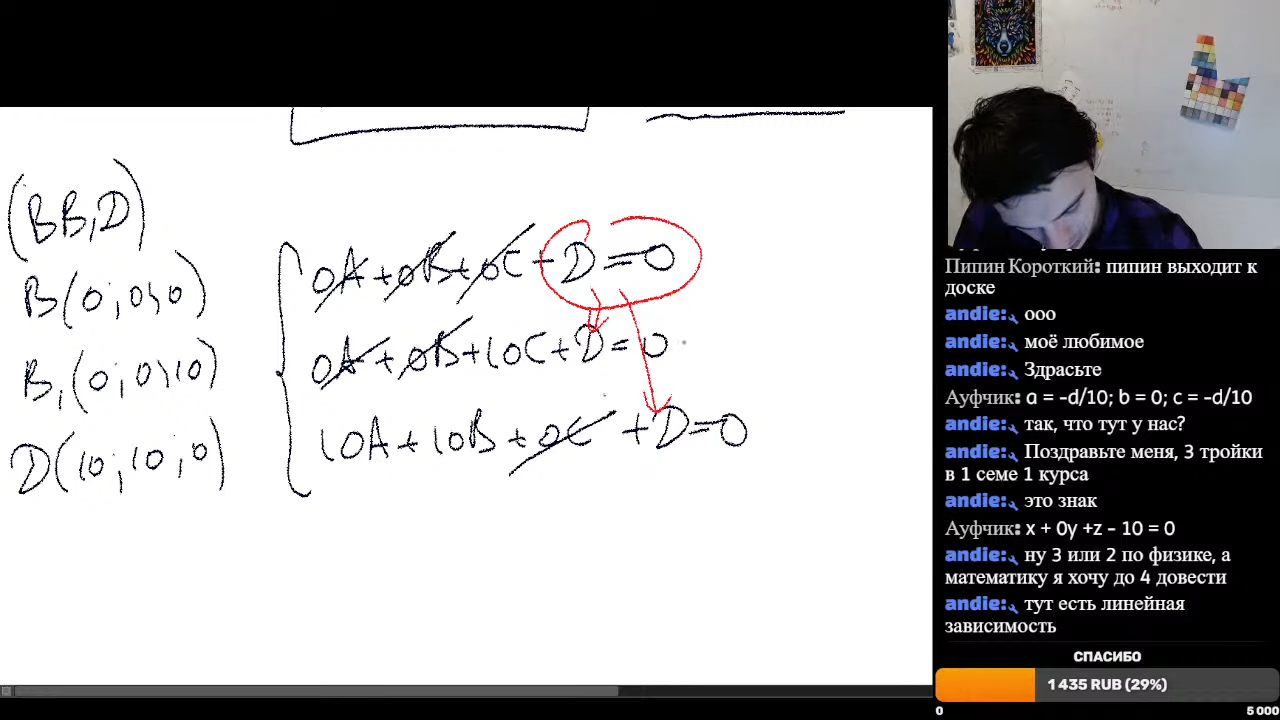 (BB₁D)
B(0; 0; 0)
B₁(0; 0; 10)
D(10; 10; 0)
0A+0B+0C+D=0
0A+0B+10C+D=0
10A+10B+0C+D=0
Пипин Короткий: пипин выходит к
доске
andie: ооо
andie: моё любимое
andie: Здрасьте
Ауфчик: a = -d/10; b = 0; c = -d/10
andie: так, что тут у нас?
andie: Поздравьте меня, 3 тройки
в 1 семе 1 курса
andie: это знак
Ауфчик: x + 0y +z - 10 = 0
andie: ну 3 или 2 по физике, а
математику я хочу до 4 довести
andie: тут есть линейная
зависимость
СПАСИБО
1 435 RUB (29%)
0 5 000